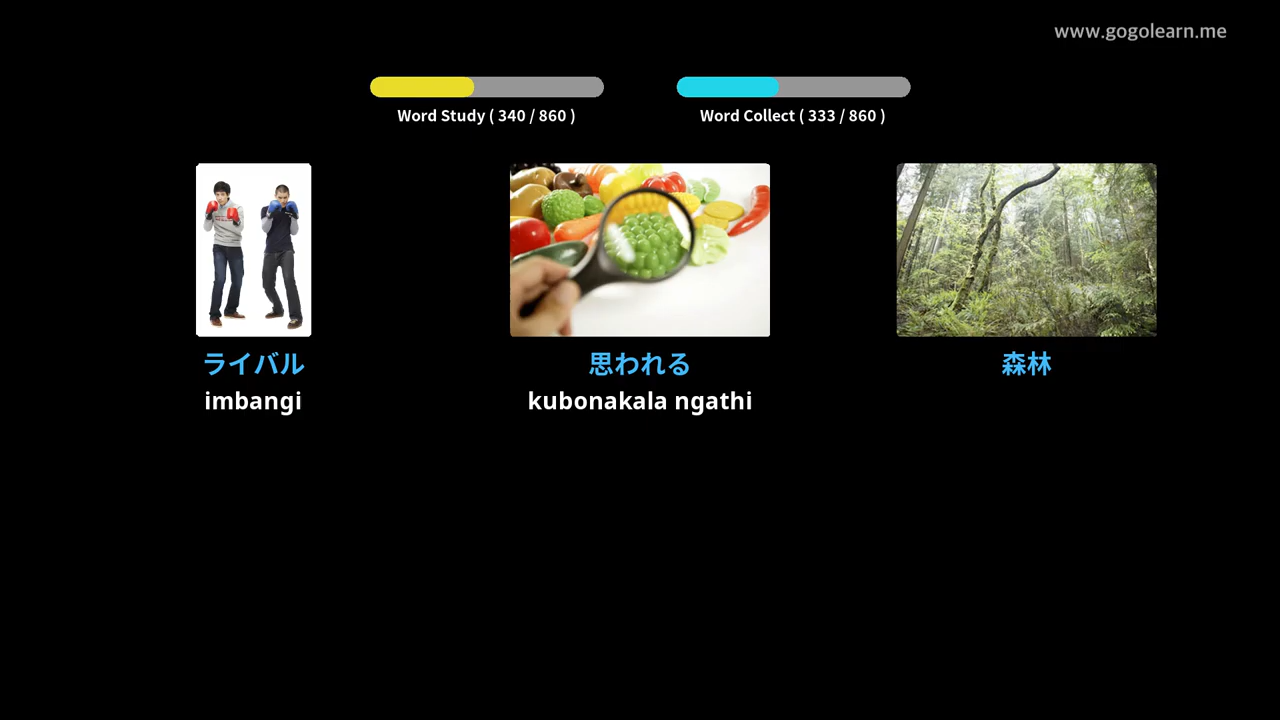 www.gogolearn.me
Word Study ( 340 / 860 )
Word Collect ( 333 / 860 )
ライバル
imbangi
思われる
kubonakala ngathi
森林